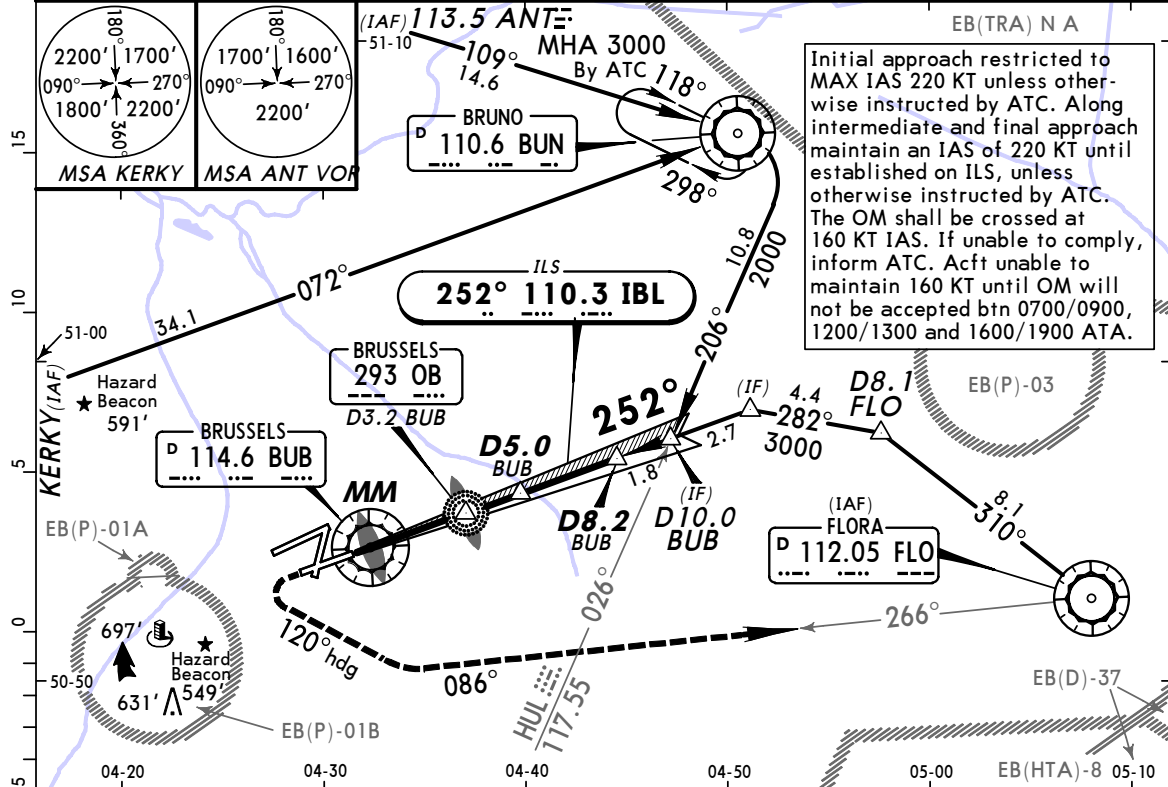 180°
2200' 1700'
090° 270°
1800' 2200'
360°
MSA KERKY
180°
1700' 1600'
090° 270°
2200'
MSA ANT VOR
(IAF) 113.5 ANT
51-10
109°
14.6
MHA 3000
By ATC
118°
298°
BRUNO
D 110.6 BUN
EB(TRA) N A
Initial approach restricted to
MAX IAS 220 KT unless other-
wise instructed by ATC. Along
intermediate and final approach
maintain an IAS of 220 KT until
established on ILS, unless
otherwise instructed by ATC.
The OM shall be crossed at
160 KT IAS. If unable to comply,
inform ATC. Acft unable to
maintain 160 KT until OM will
not be accepted btn 0700/0900,
1200/1300 and 1600/1900 ATA.
15
10
5
0
5
072°
34.1
10.8
2000
206°
ILS
252° 110.3 IBL
51-00
KERKY (IAF)
Hazard
Beacon
591'
BRUSSELS
293 OB
D3.2 BUB
252°
(IF)
4.4
282°
3000
D8.1
FLO
EB(P)-03
BRUSSELS
D 114.6 BUB
MM
D5.0
BUB
2.7
1.8
D8.2
BUB
(IF)
D10.0
BUB
8.1
310°
(IAF)
FLORA
D 112.05 FLO
EB(P)-01A
026°
266°
120° hdg
086°
HUL
117.55
697'
Hazard
Beacon
549'
631'
50-50
EB(P)-01B
EB(D)-37
EB(HTA)-8
04-20
04-30
04-40
04-50
05-00
05-10